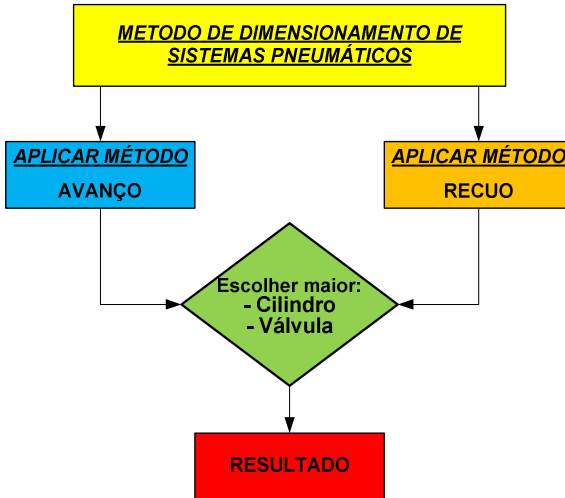 METODO DE DIMENSIONAMENTO DE
SISTEMAS PNEUMÁTICOS
APLICAR MÉTODO
AVANÇO
APLICAR MÉTODO
RECUO
Escolher maior:
- Cilindro
- Válvula
RESULTADO